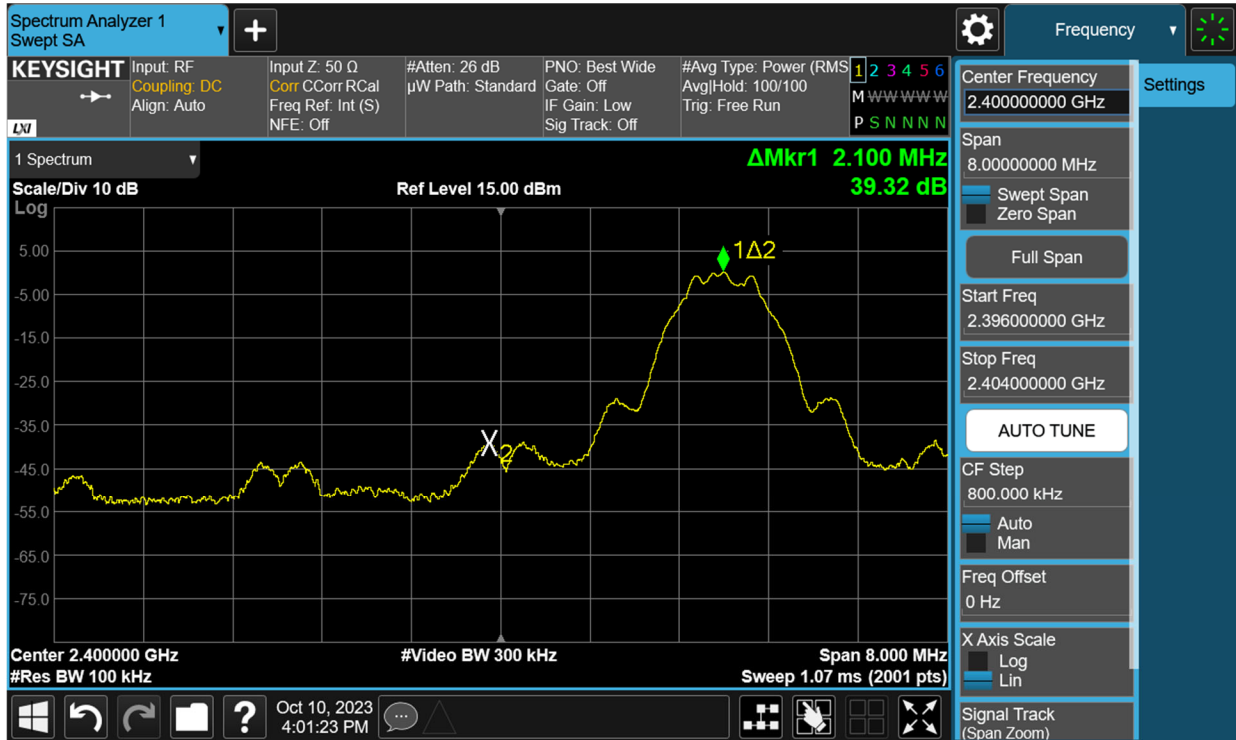 Spectrum Analyzer 1
Swept SA
+
Frequency
KEYSIGHT
LXI
Input: RF
Coupling: DC
Align: Auto
Input Z: 50 Ω
Corr CCorr RCal
Freq Ref: Int (S)
NFE: Off
#Atten: 26 dB
µW Path: Standard
PNO: Best Wide
Gate: Off
IF Gain: Low
Sig Track: Off
#Avg Type: Power (RMS
Avg|Hold: 100/100
Trig: Free Run
1 2 3 4 5 6
M W W W W W
P S N N N N N
1 Spectrum
ΔMkr1 2.100 MHz
39.32 dB
Scale/Div 10 dB
Ref Level 15.00 dBm
Log
5.00
-5.00
-15.0
-25.0
-35.0
-45.0
-55.0
-65.0
-75.0
1Δ2
X
2
Center 2.400000 GHz
#Res BW 100 kHz
#Video BW 300 kHz
Span 8.000 MHz
Sweep 1.07 ms (2001 pts)
Center Frequency
2.400000000 GHz
Span
8.00000000 MHz
Swept Span
Zero Span
Full Span
Start Freq
2.396000000 GHz
Stop Freq
2.404000000 GHz
AUTO TUNE
CF Step
800.000 kHz
Auto
Man
Freq Offset
0 Hz
X Axis Scale
Log
Lin
Signal Track
(Span Zoom)
Settings
?
Oct 10, 2023
4:01:23 PM